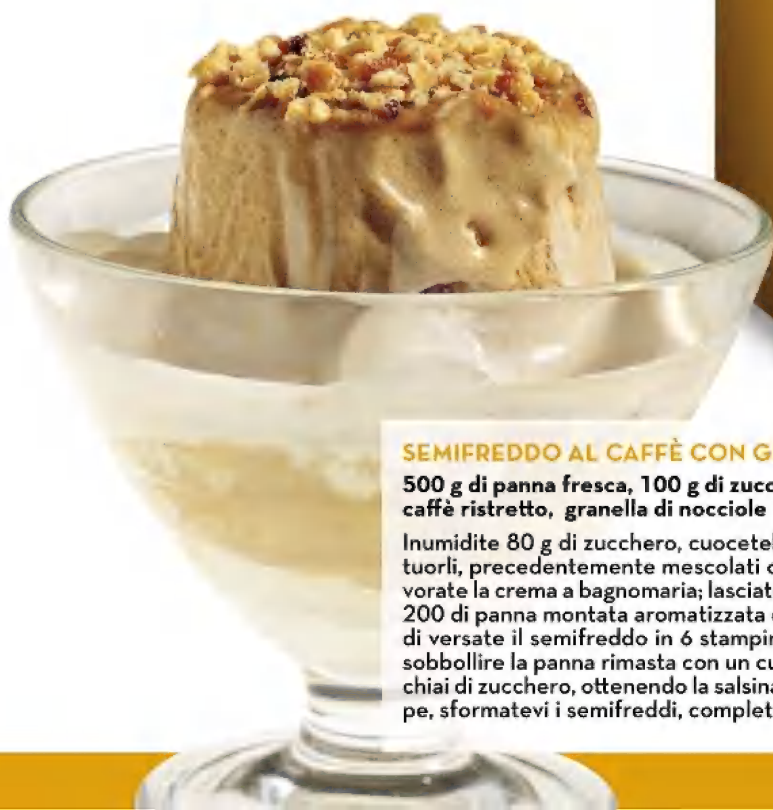 SEMIFREDDO AL CAFFÈ CON G
500 g di panna fresca, 100 g di zucc
caffè ristretto, granella di nocciole
Inumidite 80 g di zucchero, cuocetel
tuorli, precedentemente mescolati c
vorate la crema a bagnomaria; lasciat
200 di panna montata aromatizzata
di versate il semifreddo in 6 stampin
sobbollire la panna rimasta con un cu
chiai di zucchero, ottenendo la salsina
pe, sformatevi i semifreddi, complet